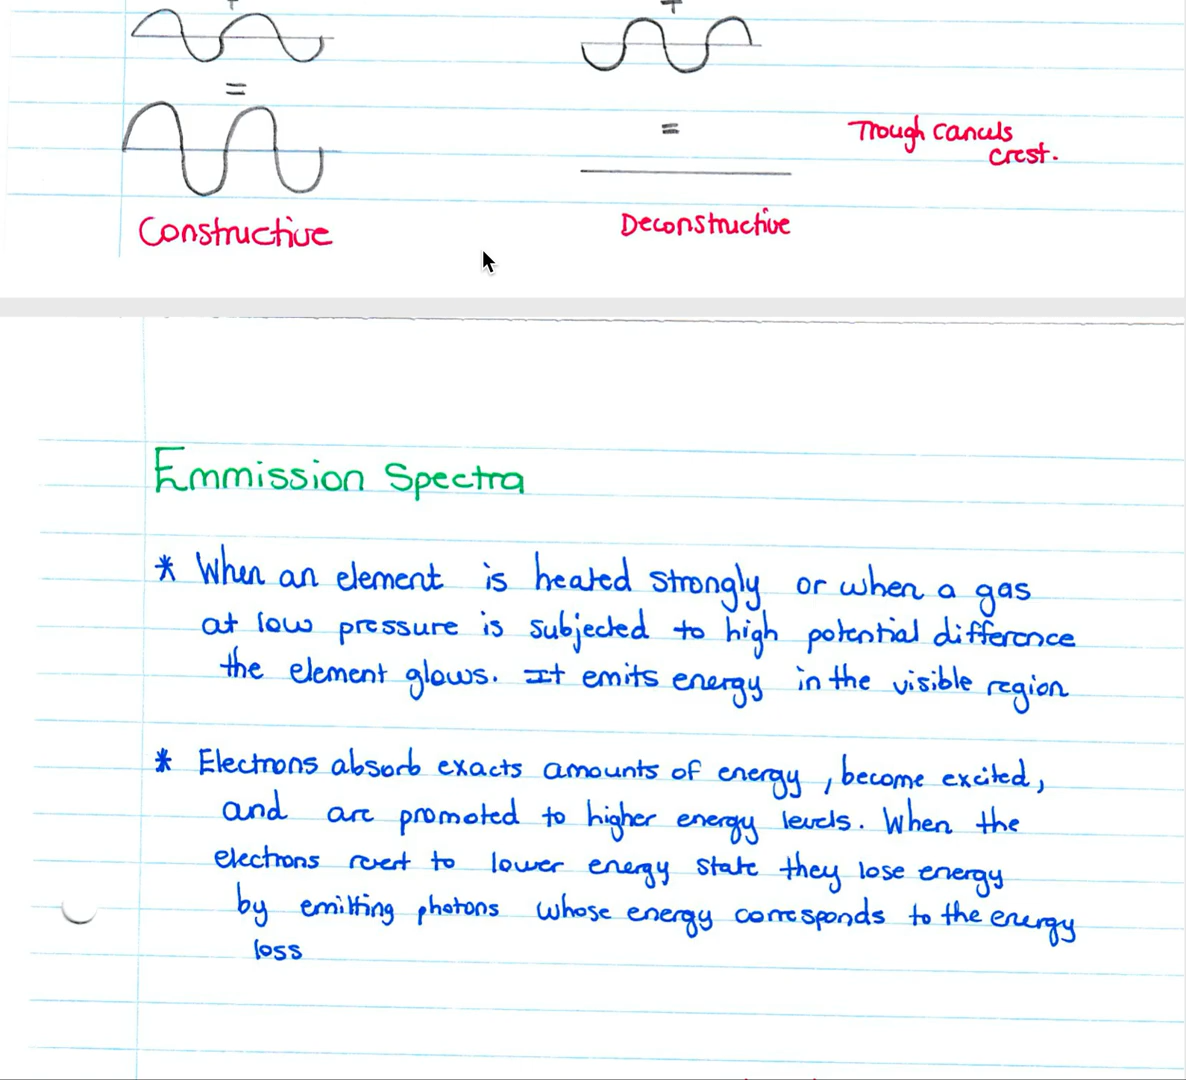 +
+
=
=
Trough cancels
crest.
Constructive
Deconstructive
Emmission Spectra
* When an element is heated strongly or when a gas
at low pressure is subjected to high potential difference
the element glows. It emits energy in the visible region
* Electrons absorb exacts amounts of energy, become excited,
and are promoted to higher energy levels. When the
electrons revert to lower energy state they lose energy
by emitting photons whose energy corresponds to the energy
loss